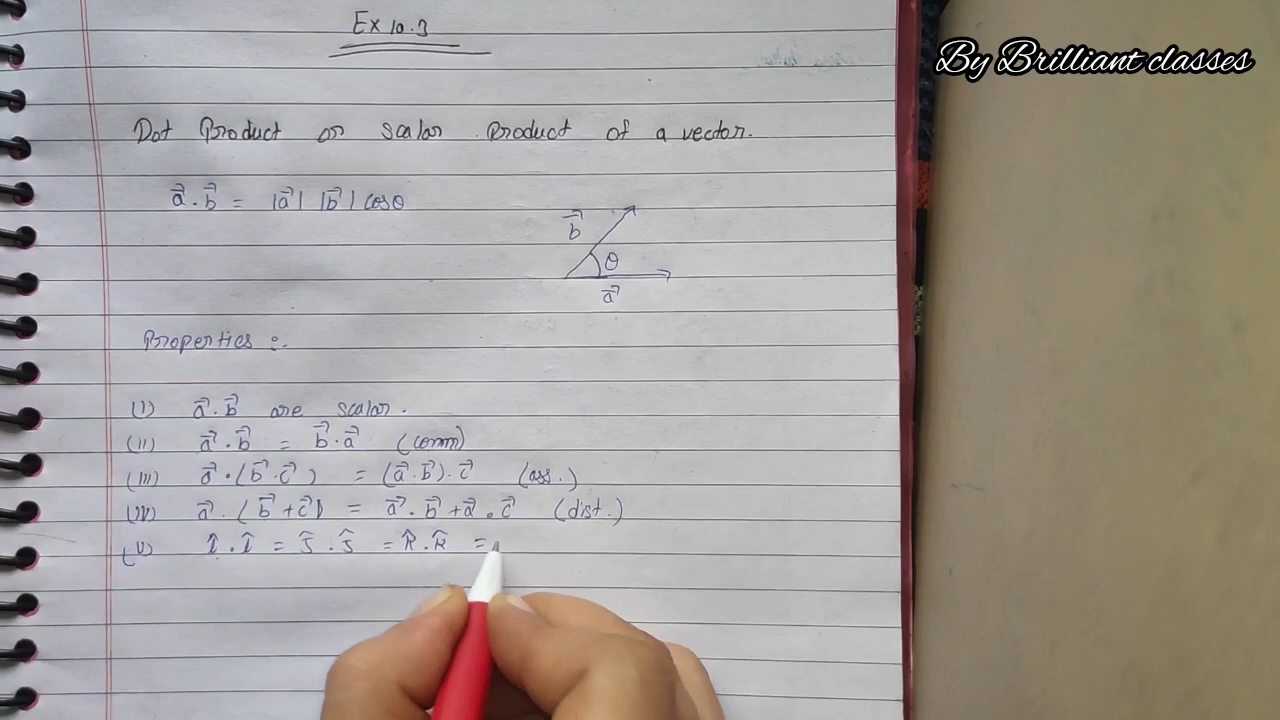 Ex 10.3
By Brilliant classes
Dot Product or scalar Product of a vector.
a⃗ . b⃗ = |a⃗| |b⃗| cosθ
b⃗
θ
a⃗
Properties :.
(I) a⃗ . b⃗ are scalar.
(II) a⃗ . b⃗ = b⃗ . a⃗ (comm)
(III) a⃗ . (b⃗ . c⃗) = (a⃗ . b⃗) . c⃗ (ass.)
(IV) a⃗ . (b⃗ + c⃗) = a⃗ . b⃗ + a⃗ . c⃗ (dist.)
(V) î . î = ĵ . ĵ = k̂ . k̂ =